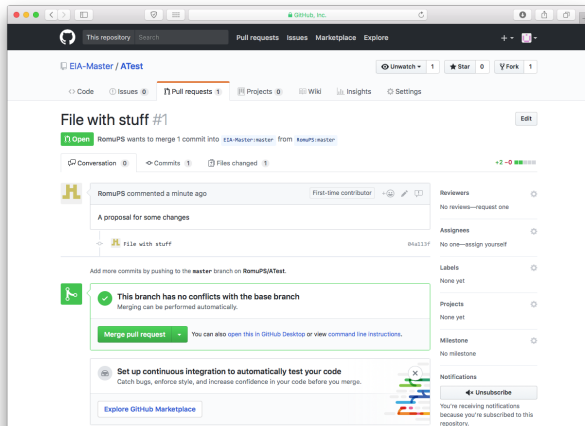 GitHub, Inc.
This repository Search Pull requests Issues Marketplace Explore
EIA-Master / ATest
Unwatch 1 Star 0 Fork 1
Code Issues 0 Pull requests 1 Projects 0 Wiki Insights Settings
File with stuff #1 Edit
Open RomuPS wants to merge 1 commit into EIA-Master:master from RomuPS:master
Conversation 0 Commits 1 Files changed 1 +2 −0
RomuPS commented a minute ago First-time contributor
A proposal for some changes
File with stuff 04a133f
Add more commits by pushing to the master branch on RomuPS/ATest.
This branch has no conflicts with the base branch
Merging can be performed automatically.
Merge pull request You can also open this in GitHub Desktop or view command line instructions.
Set up continuous integration to automatically test your code
Catch bugs, enforce style, and increase confidence in your code before you merge.
Explore GitHub Marketplace
Reviewers
No reviews—request one
Assignees
No one—assign yourself
Labels
None yet
Projects
None yet
Milestone
No milestone
Notifications
Unsubscribe
You're receiving notifications
because you're subscribed to this
repository.